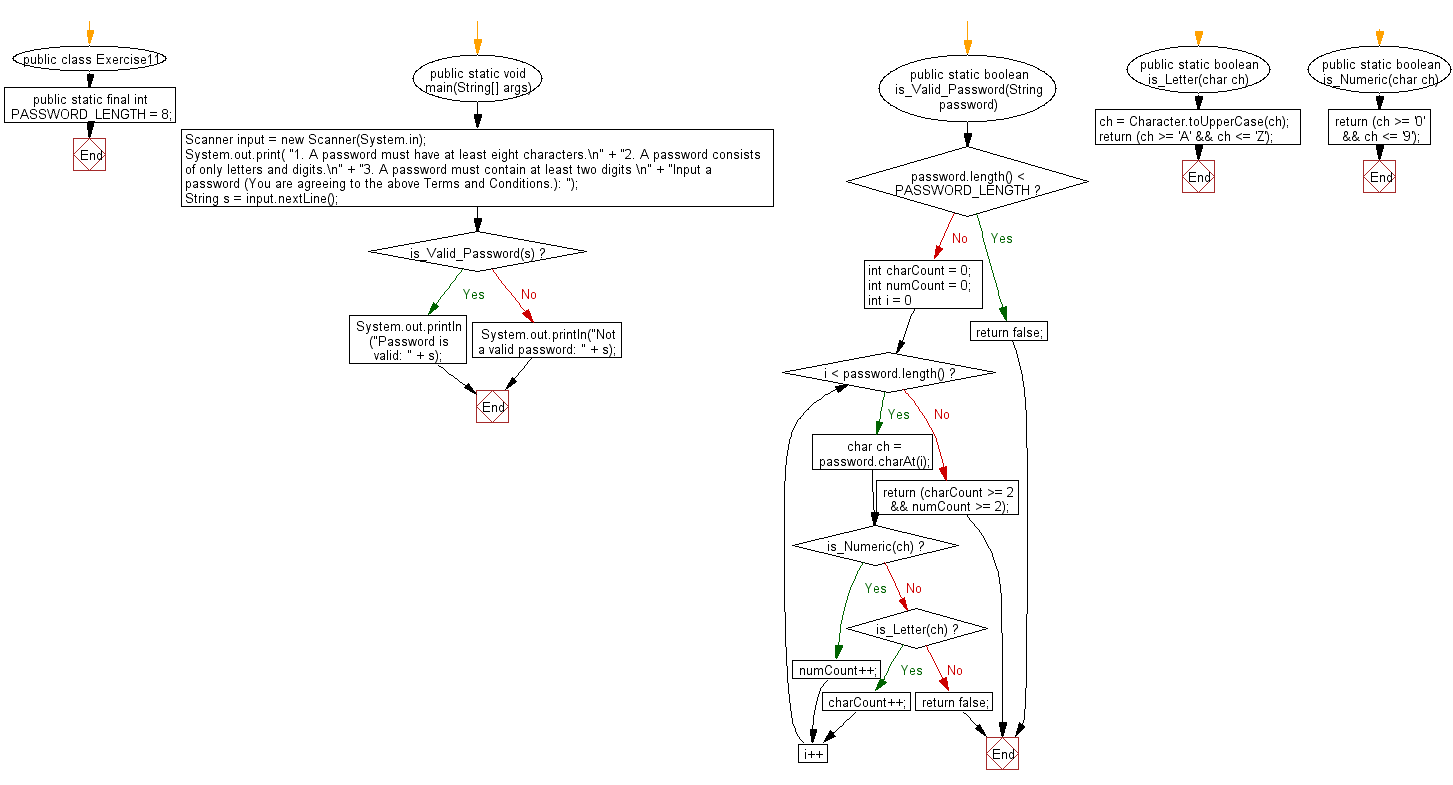 public class Exercise11
public static final int
PASSWORD_LENGTH = 8;
End
public static void
main(String[] args)
Scanner input = new Scanner(System.in);
System.out.print( "1. A password must have at least eight characters.\n" + "2. A password consists
of only letters and digits.\n" + "3. A password must contain at least two digits \n" + "Input a
password (You are agreeing to the above Terms and Conditions.): ");
String s = input.nextLine();
is_Valid_Password(s) ?
Yes
No
System.out.println
("Password is
valid: " + s);
System.out.println("Not
a valid password: " + s);
End
public static boolean
is_Valid_Password(String
password)
password.length() <
PASSWORD_LENGTH ?
No
Yes
int charCount = 0;
int numCount = 0;
int i = 0
return false;
i < password.length() ?
Yes
No
char ch =
password.charAt(i);
return (charCount >= 2
&& numCount >= 2);
is_Numeric(ch) ?
Yes
No
is_Letter(ch) ?
numCount++;
Yes
No
charCount++;
return false;
i++
End
public static boolean
is_Letter(char ch)
ch = Character.toUpperCase(ch);
return (ch >= 'A' && ch <= 'Z');
End
public static boolean
is_Numeric(char ch)
return (ch >= '0'
&& ch <= '9');
End